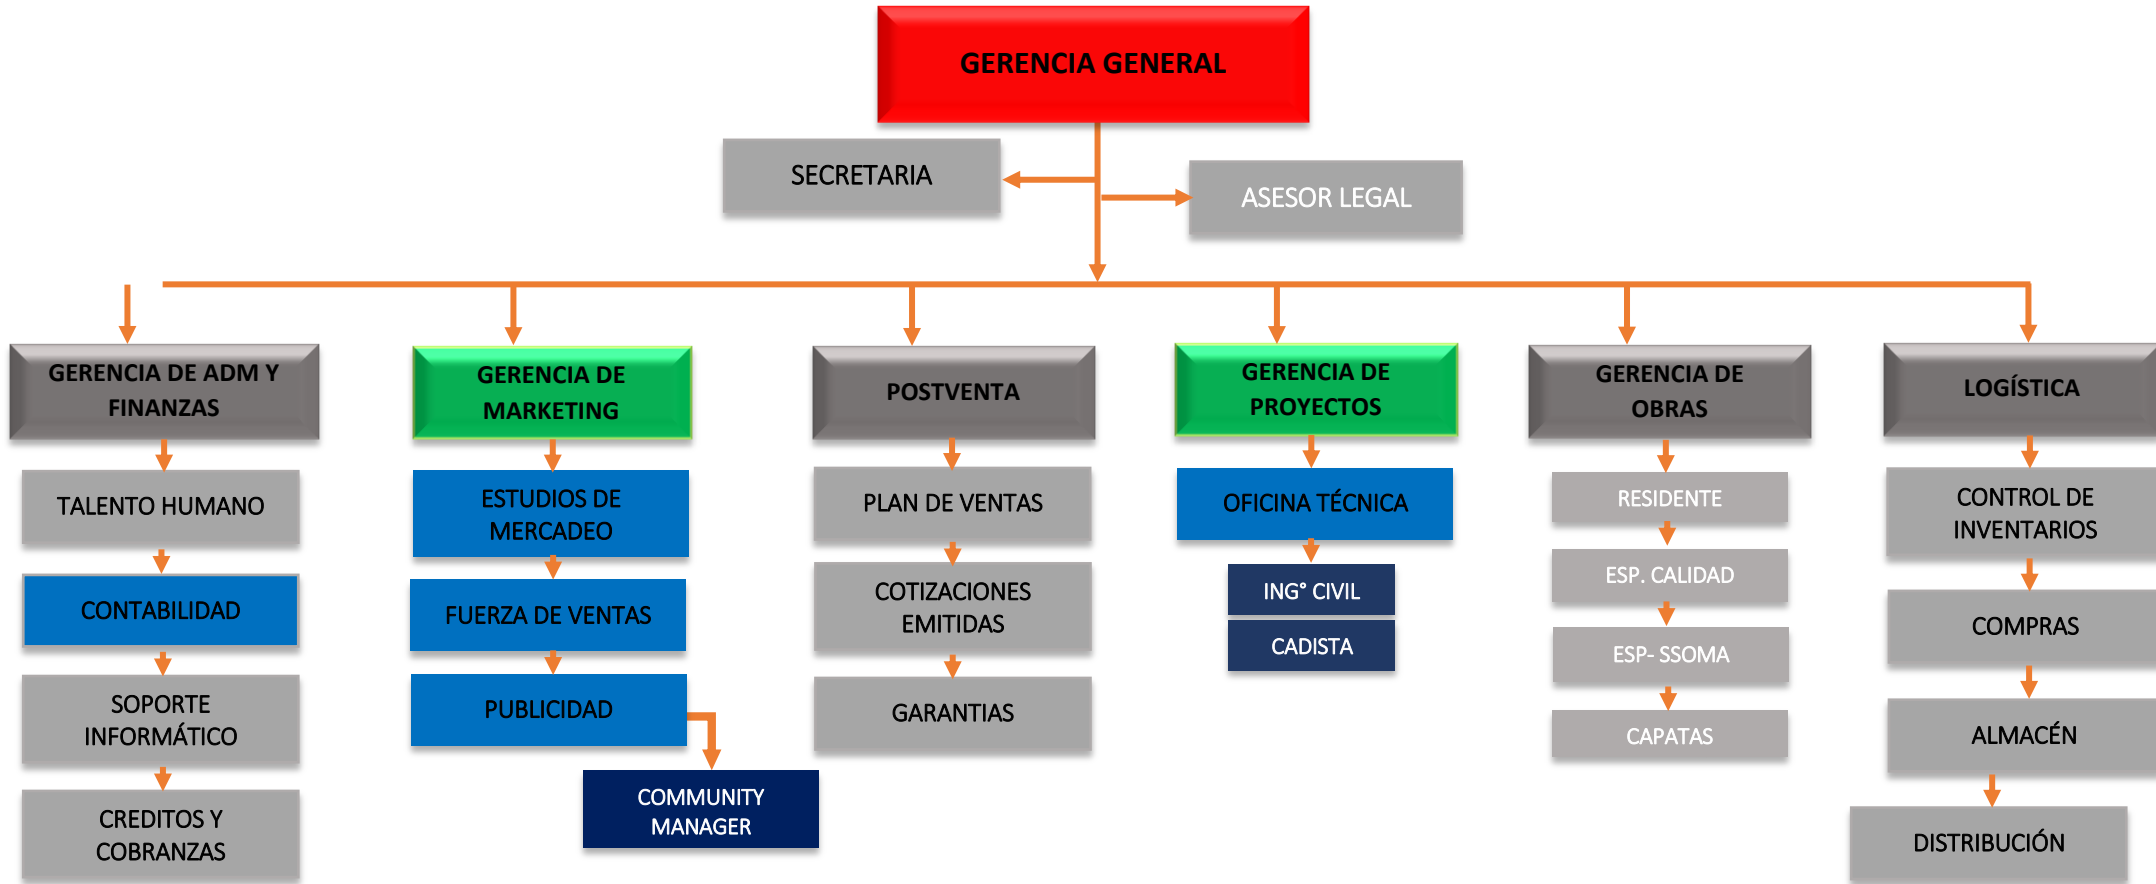 GERENCIA GENERAL
SECRETARIA
ASESOR LEGAL
GERENCIA DE ADM Y
FINANZAS
TALENTO HUMANO
CONTABILIDAD
SOPORTE
INFORMÁTICO
CREDITOS Y
COBRANZAS
GERENCIA DE
MARKETING
ESTUDIOS DE
MERCADEO
FUERZA DE VENTAS
PUBLICIDAD
COMMUNITY
MANAGER
POSTVENTA
PLAN DE VENTAS
COTIZACIONES
EMITIDAS
GARANTIAS
GERENCIA DE
PROYECTOS
OFICINA TÉCNICA
ING° CIVIL
CADISTA
GERENCIA DE
OBRAS
RESIDENTE
ESP. CALIDAD
ESP- SSOMA
CAPATAS
LOGÍSTICA
CONTROL DE
INVENTARIOS
COMPRAS
ALMACÉN
DISTRIBUCIÓN